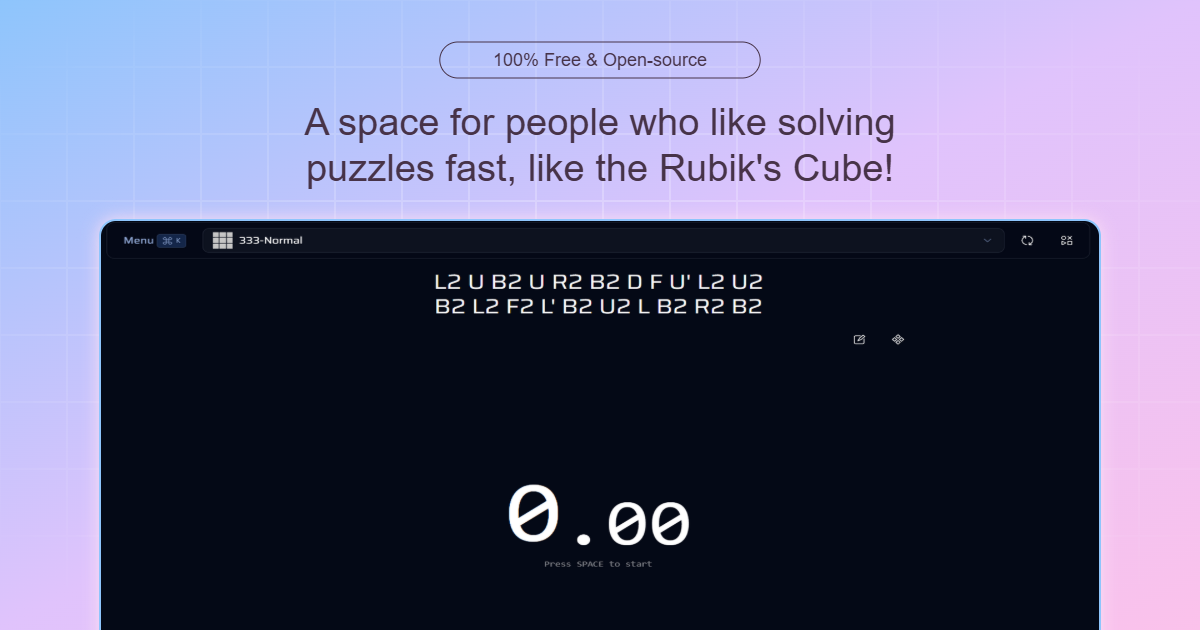 100% Free & Open-source
A space for people who like solving
puzzles fast, like the Rubik's Cube!
Menu ⌘ K
333-Normal
L2 U B2 U R2 B2 D F U' L2 U2
B2 L2 F2 L' B2 U2 L B2 R2 B2
0.00
Press SPACE to start